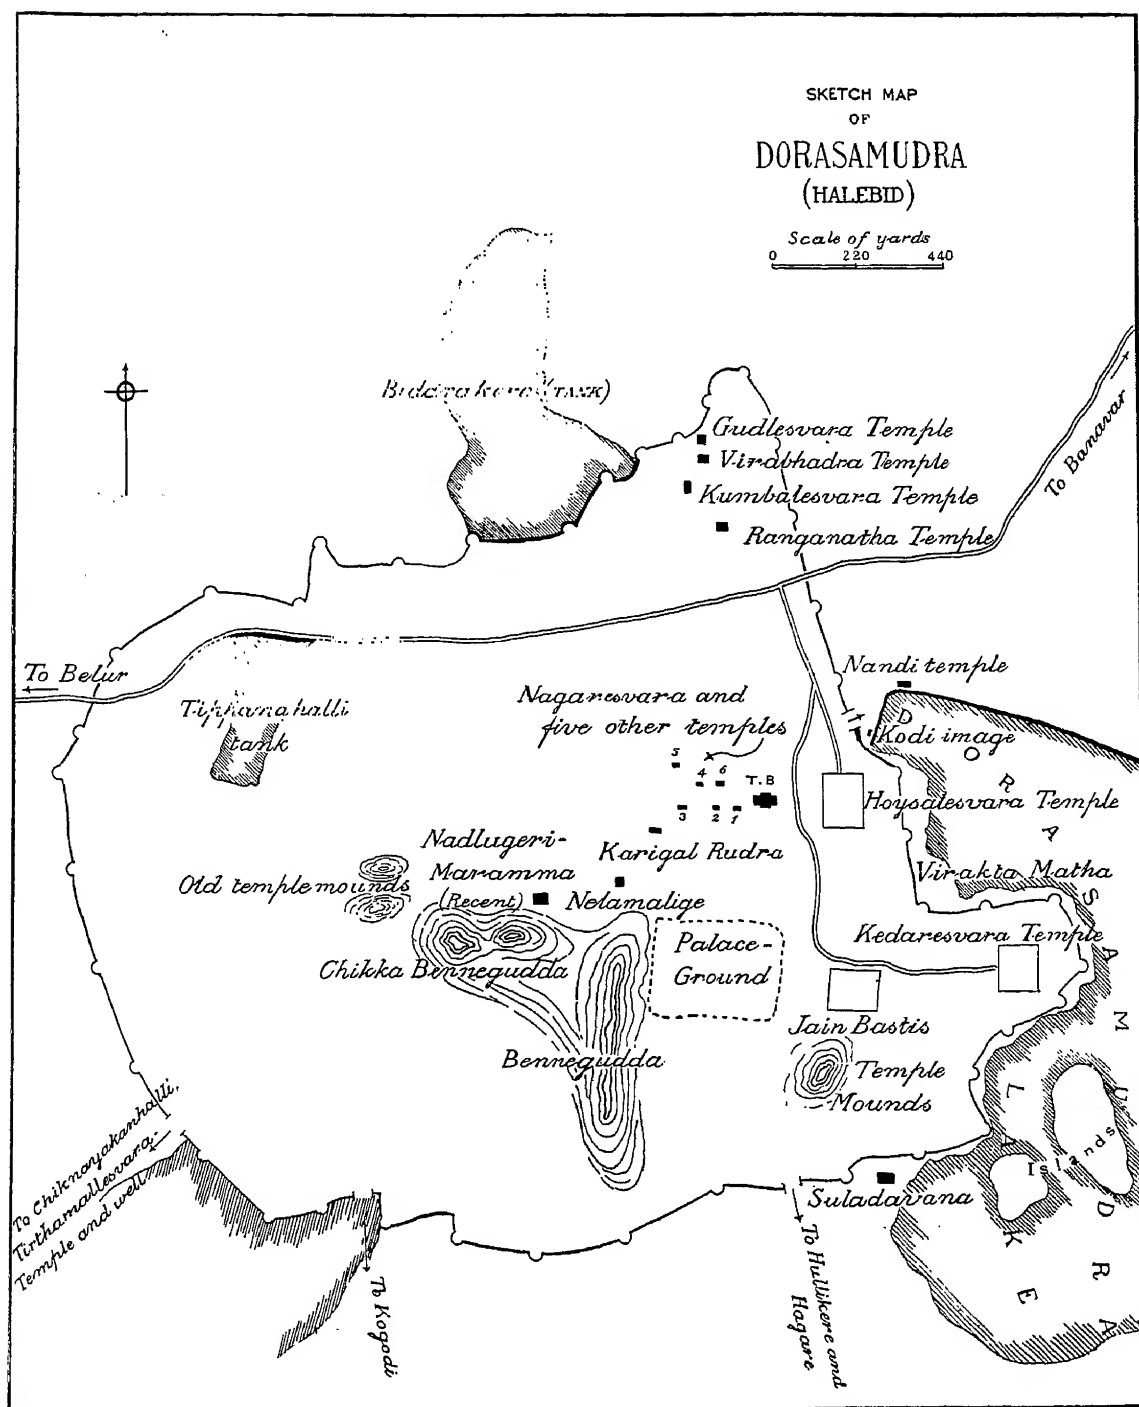 SKETCH MAP
OF
DORASAMUDRA
(HALEBID)
Scale of yards
0 220 440
(TANK)
To Banavar
Gudlesvara Temple
Virabhadra Temple
Kumbalesvara Temple
Ranganatha Temple
To Belur
Tippanahalli
tank
Nandi temple
Nagaresvara and
five other temples
Kodi image
5
4 6
T.B
3 2 1
Hoysalesvara Temple
Karigal Rudra
Nadlugeri-
Maramma
(Recent)
Old temple mounds
Nelamalige
Virakta Matha
Kedaresvara Temple
Palace-
Ground
Chikka Bennegudda
Jain Bastis
Bennegudda
Temple
Mounds
Islands
Suladavana
DORASAMUDRA
LAKE
To Chiknayakanhalli,
Tirthamallesvara
Temple and well
To Kogodi
To Hullikere and
Hagare